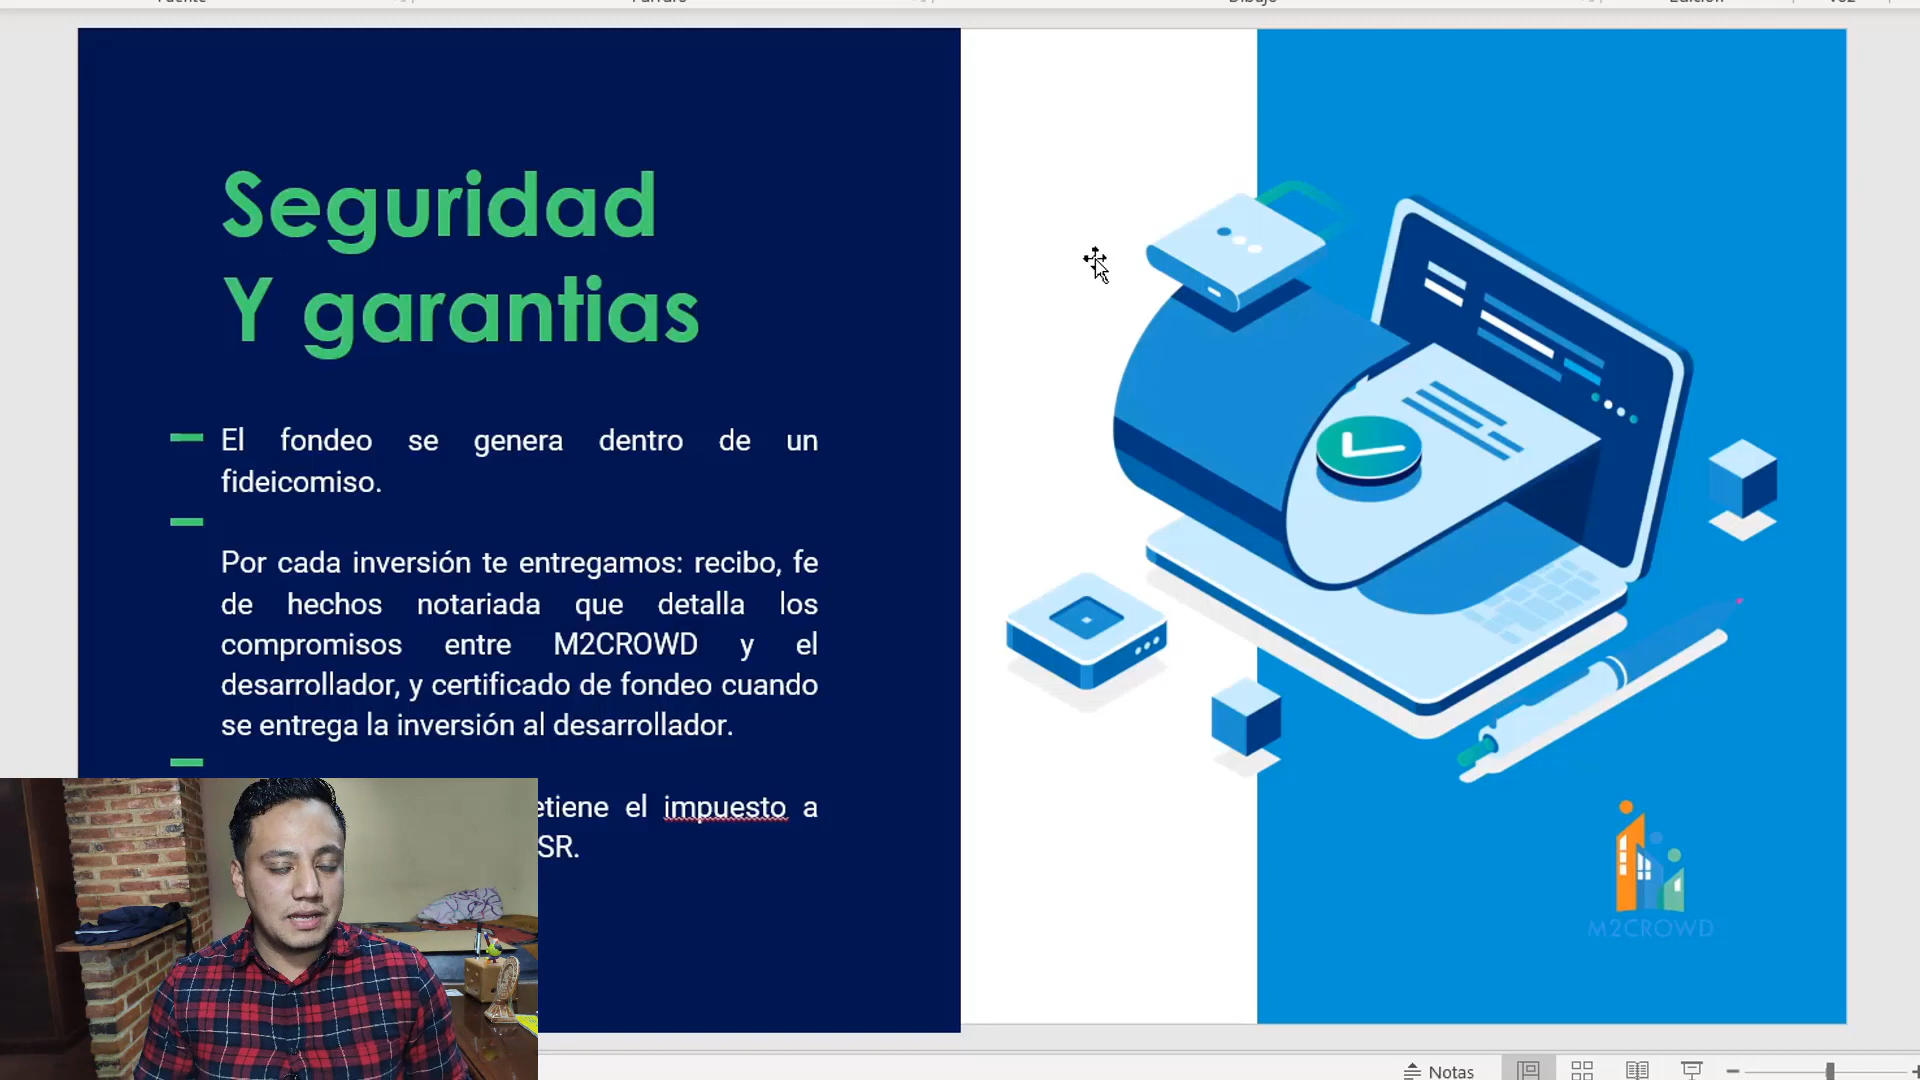 Seguridad
Y garantias
El fondeo se genera dentro de un
fideicomiso.
Por cada inversión te entregamos: recibo, fe
de hechos notariada que detalla los
compromisos entre M2CROWD y el
desarrollador, y certificado de fondeo cuando
se entrega la inversión al desarrollador.
el impuesto a
M2CROWD
Notas